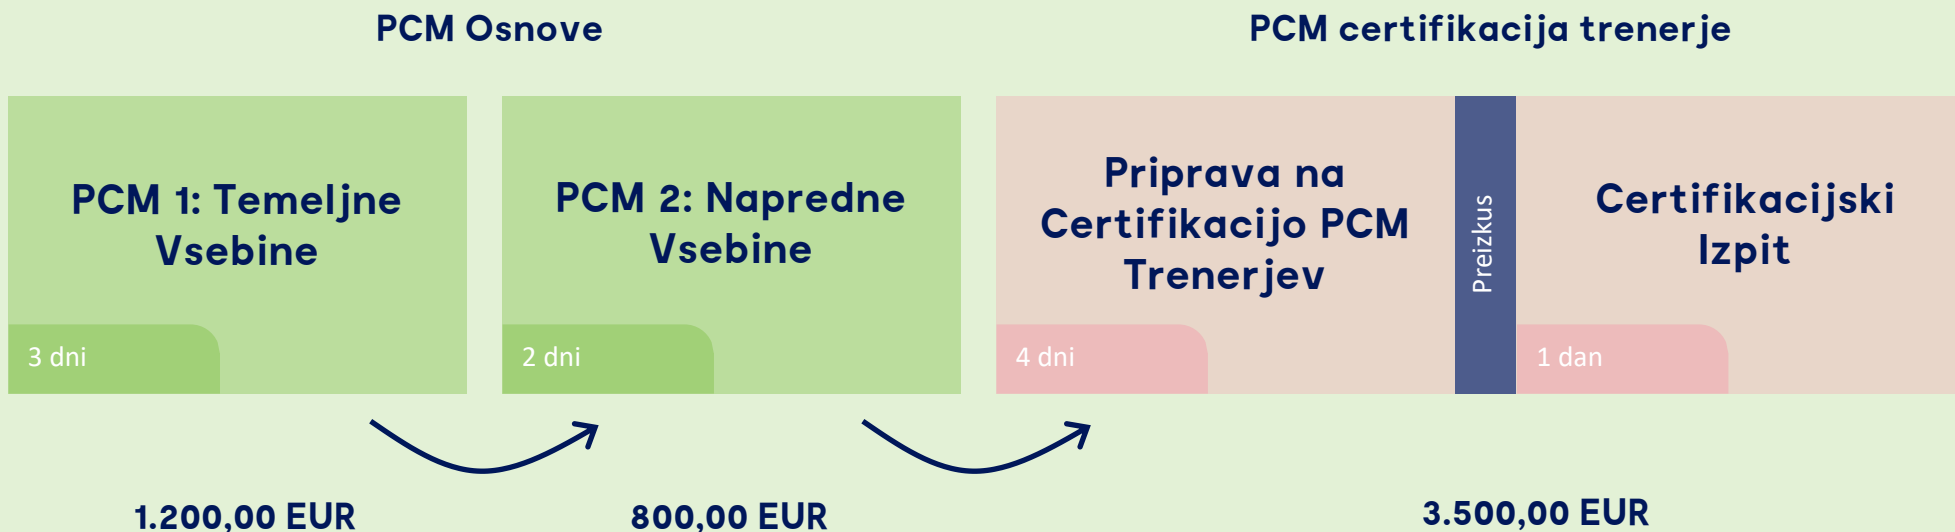 PCM Osnove
PCM certifikacija trenerje
PCM 1: Temeljne
Vsebine
3 dni
PCM 2: Napredne
Vsebine
2 dni
Priprava na
Certifikacijo PCM
Trenerjev
4 dni
Preizkus
Certifikacijski
Izpit
1 dan
1.200,00 EUR
800,00 EUR
3.500,00 EUR